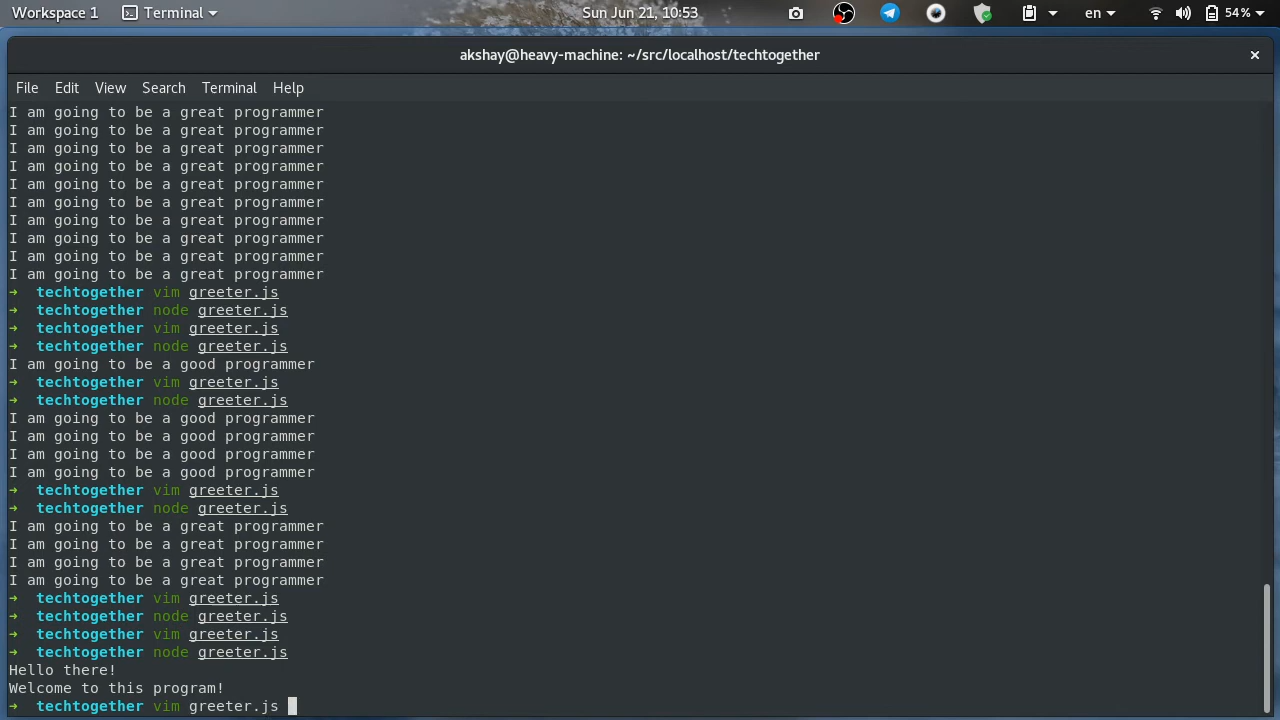 Workspace 1 Terminal Sun Jun 21, 10:53 en 54%
akshay@heavy-machine: ~/src/localhost/techtogether ×
File Edit View Search Terminal Help
I am going to be a great programmer
I am going to be a great programmer
I am going to be a great programmer
I am going to be a great programmer
I am going to be a great programmer
I am going to be a great programmer
I am going to be a great programmer
I am going to be a great programmer
I am going to be a great programmer
I am going to be a great programmer
→ techtogether vim greeter.js
→ techtogether node greeter.js
→ techtogether vim greeter.js
→ techtogether node greeter.js
I am going to be a good programmer
→ techtogether vim greeter.js
→ techtogether node greeter.js
I am going to be a good programmer
I am going to be a good programmer
I am going to be a good programmer
I am going to be a good programmer
→ techtogether vim greeter.js
→ techtogether node greeter.js
I am going to be a great programmer
I am going to be a great programmer
I am going to be a great programmer
I am going to be a great programmer
→ techtogether vim greeter.js
→ techtogether node greeter.js
→ techtogether vim greeter.js
→ techtogether node greeter.js
Hello there!
Welcome to this program!
→ techtogether vim greeter.js